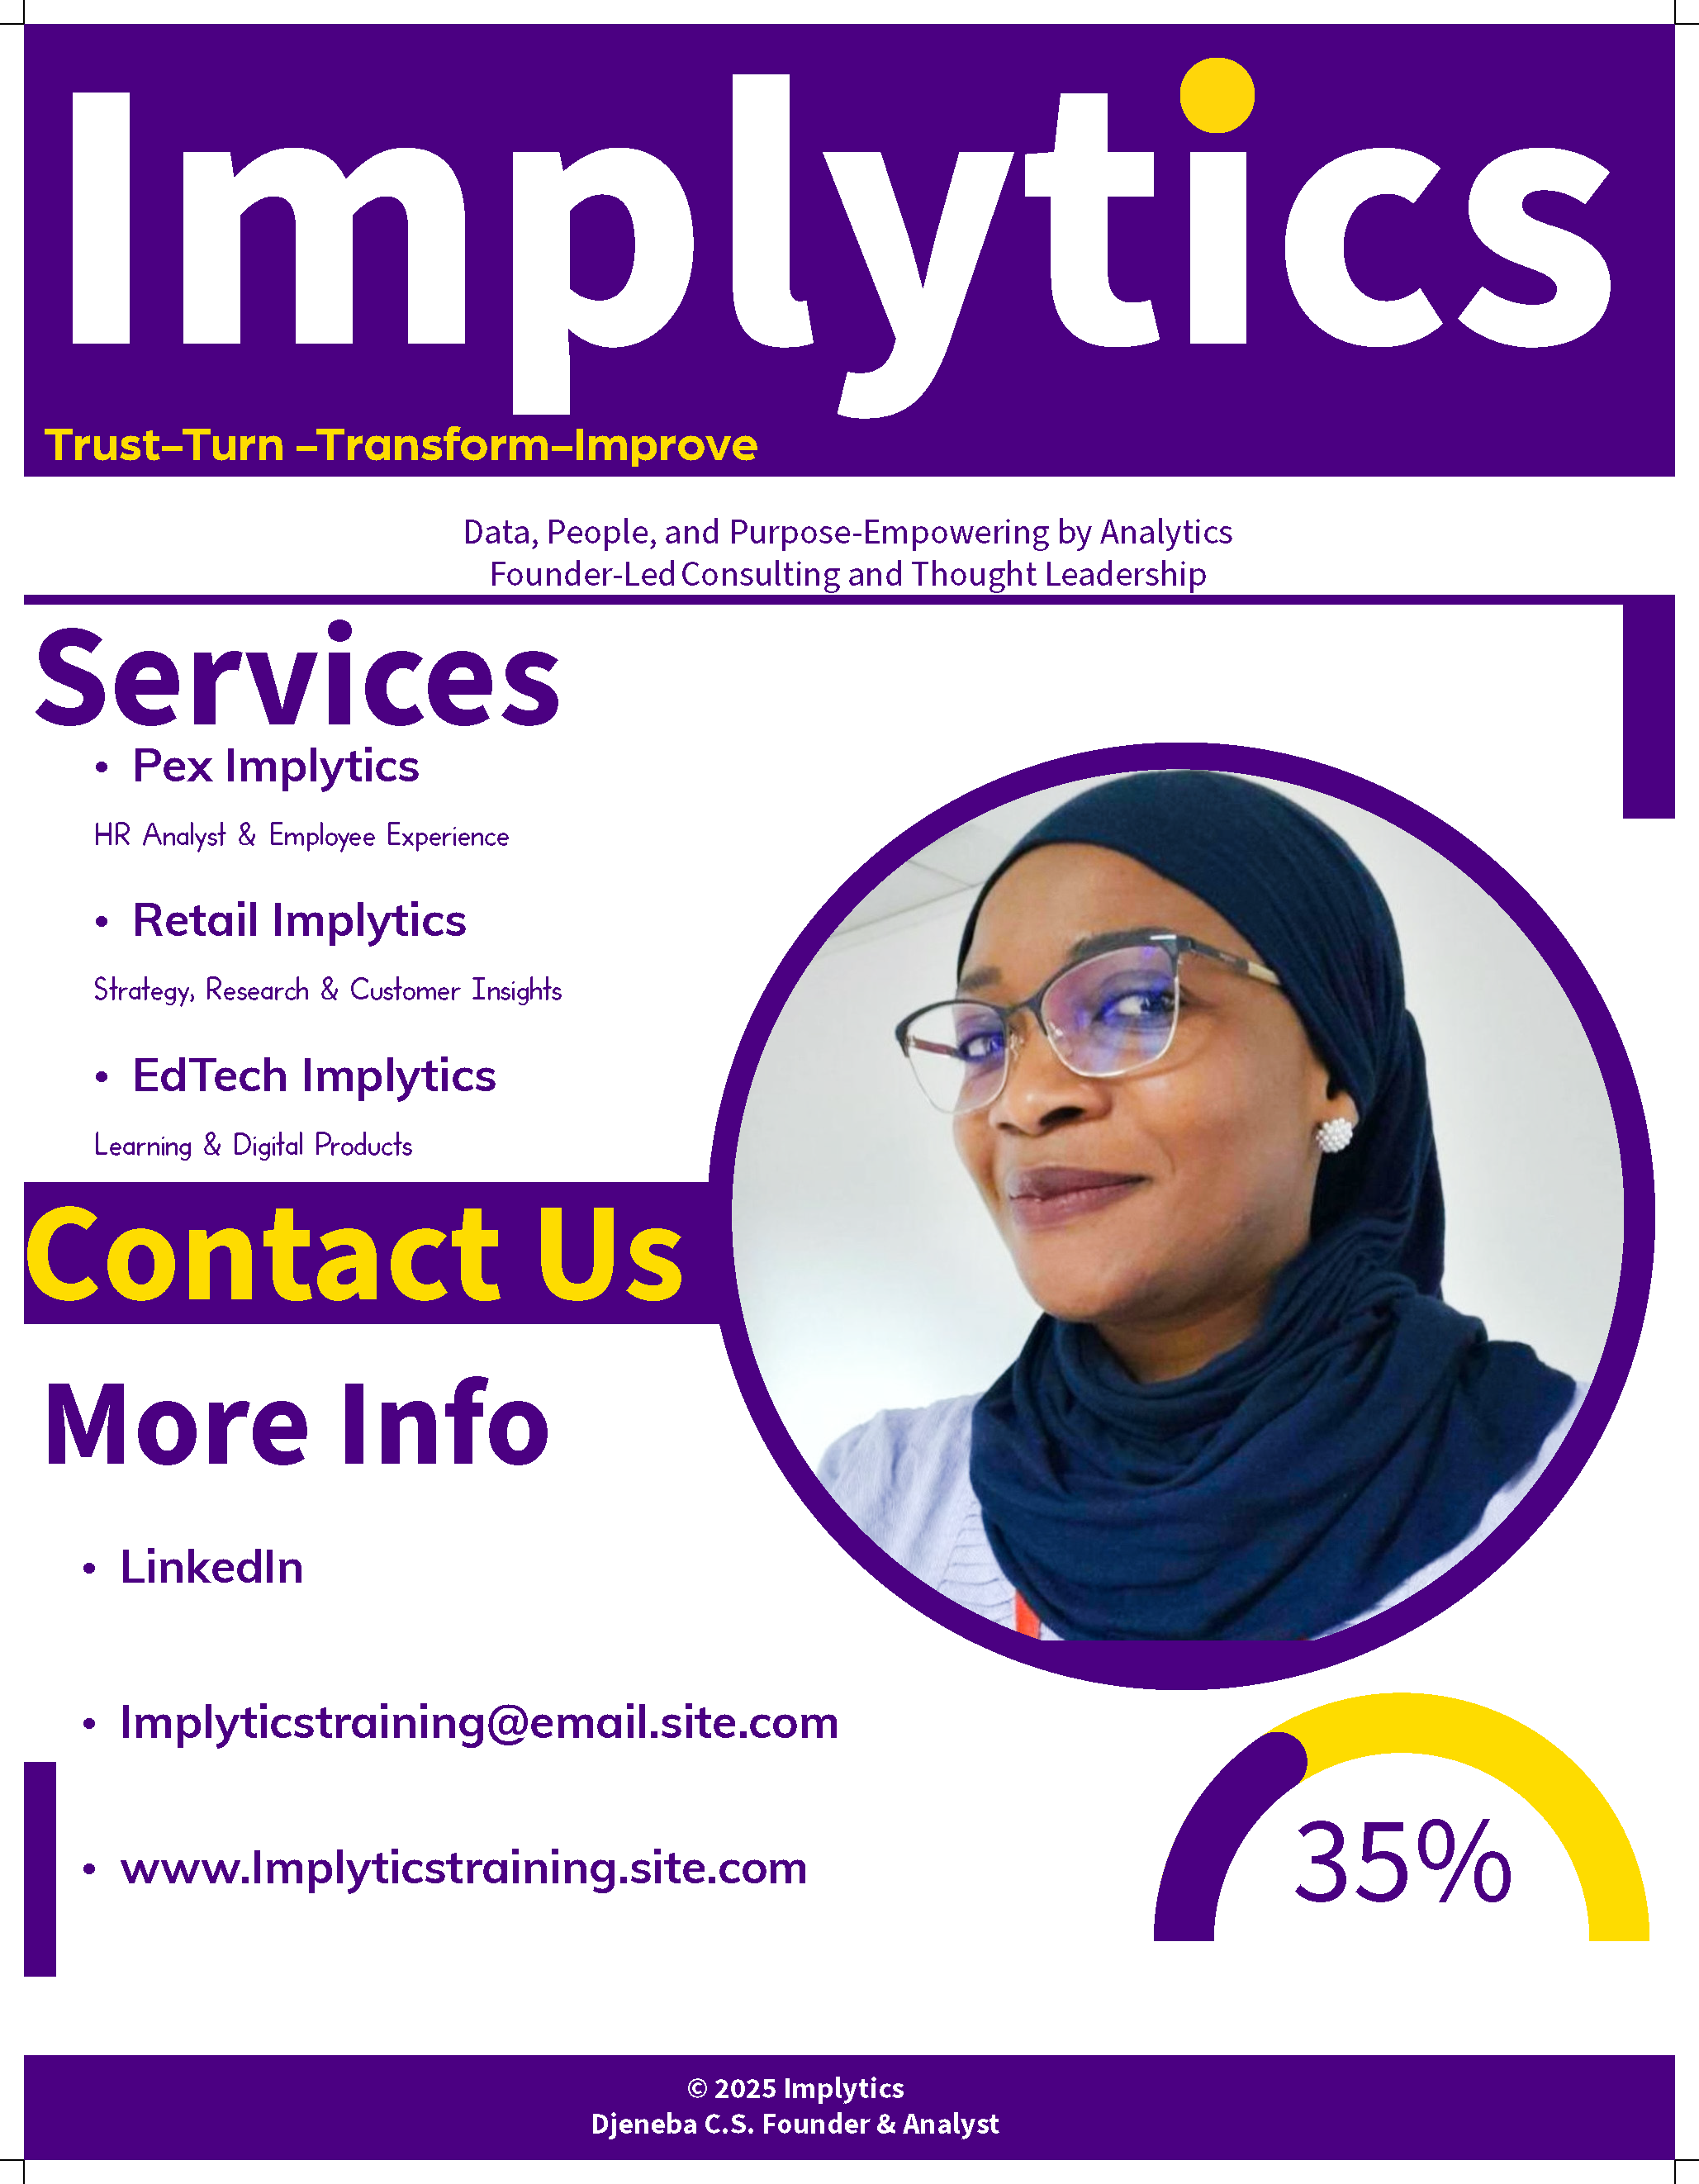 Implytics
Trust–Turn –Transform–Improve
Data, People, and Purpose-Empowering by Analytics
Founder-Led Consulting and Thought Leadership
Services
• Pex Implytics
HR Analyst & Employee Experience
• Retail Implytics
Strategy, Research & Customer Insights
• EdTech Implytics
Learning & Digital Products
Contact Us
More Info
• LinkedIn
• Implyticstraining@email.site.com
• www.Implyticstraining.site.com
35%
© 2025 Implytics
Djeneba C.S. Founder & Analyst